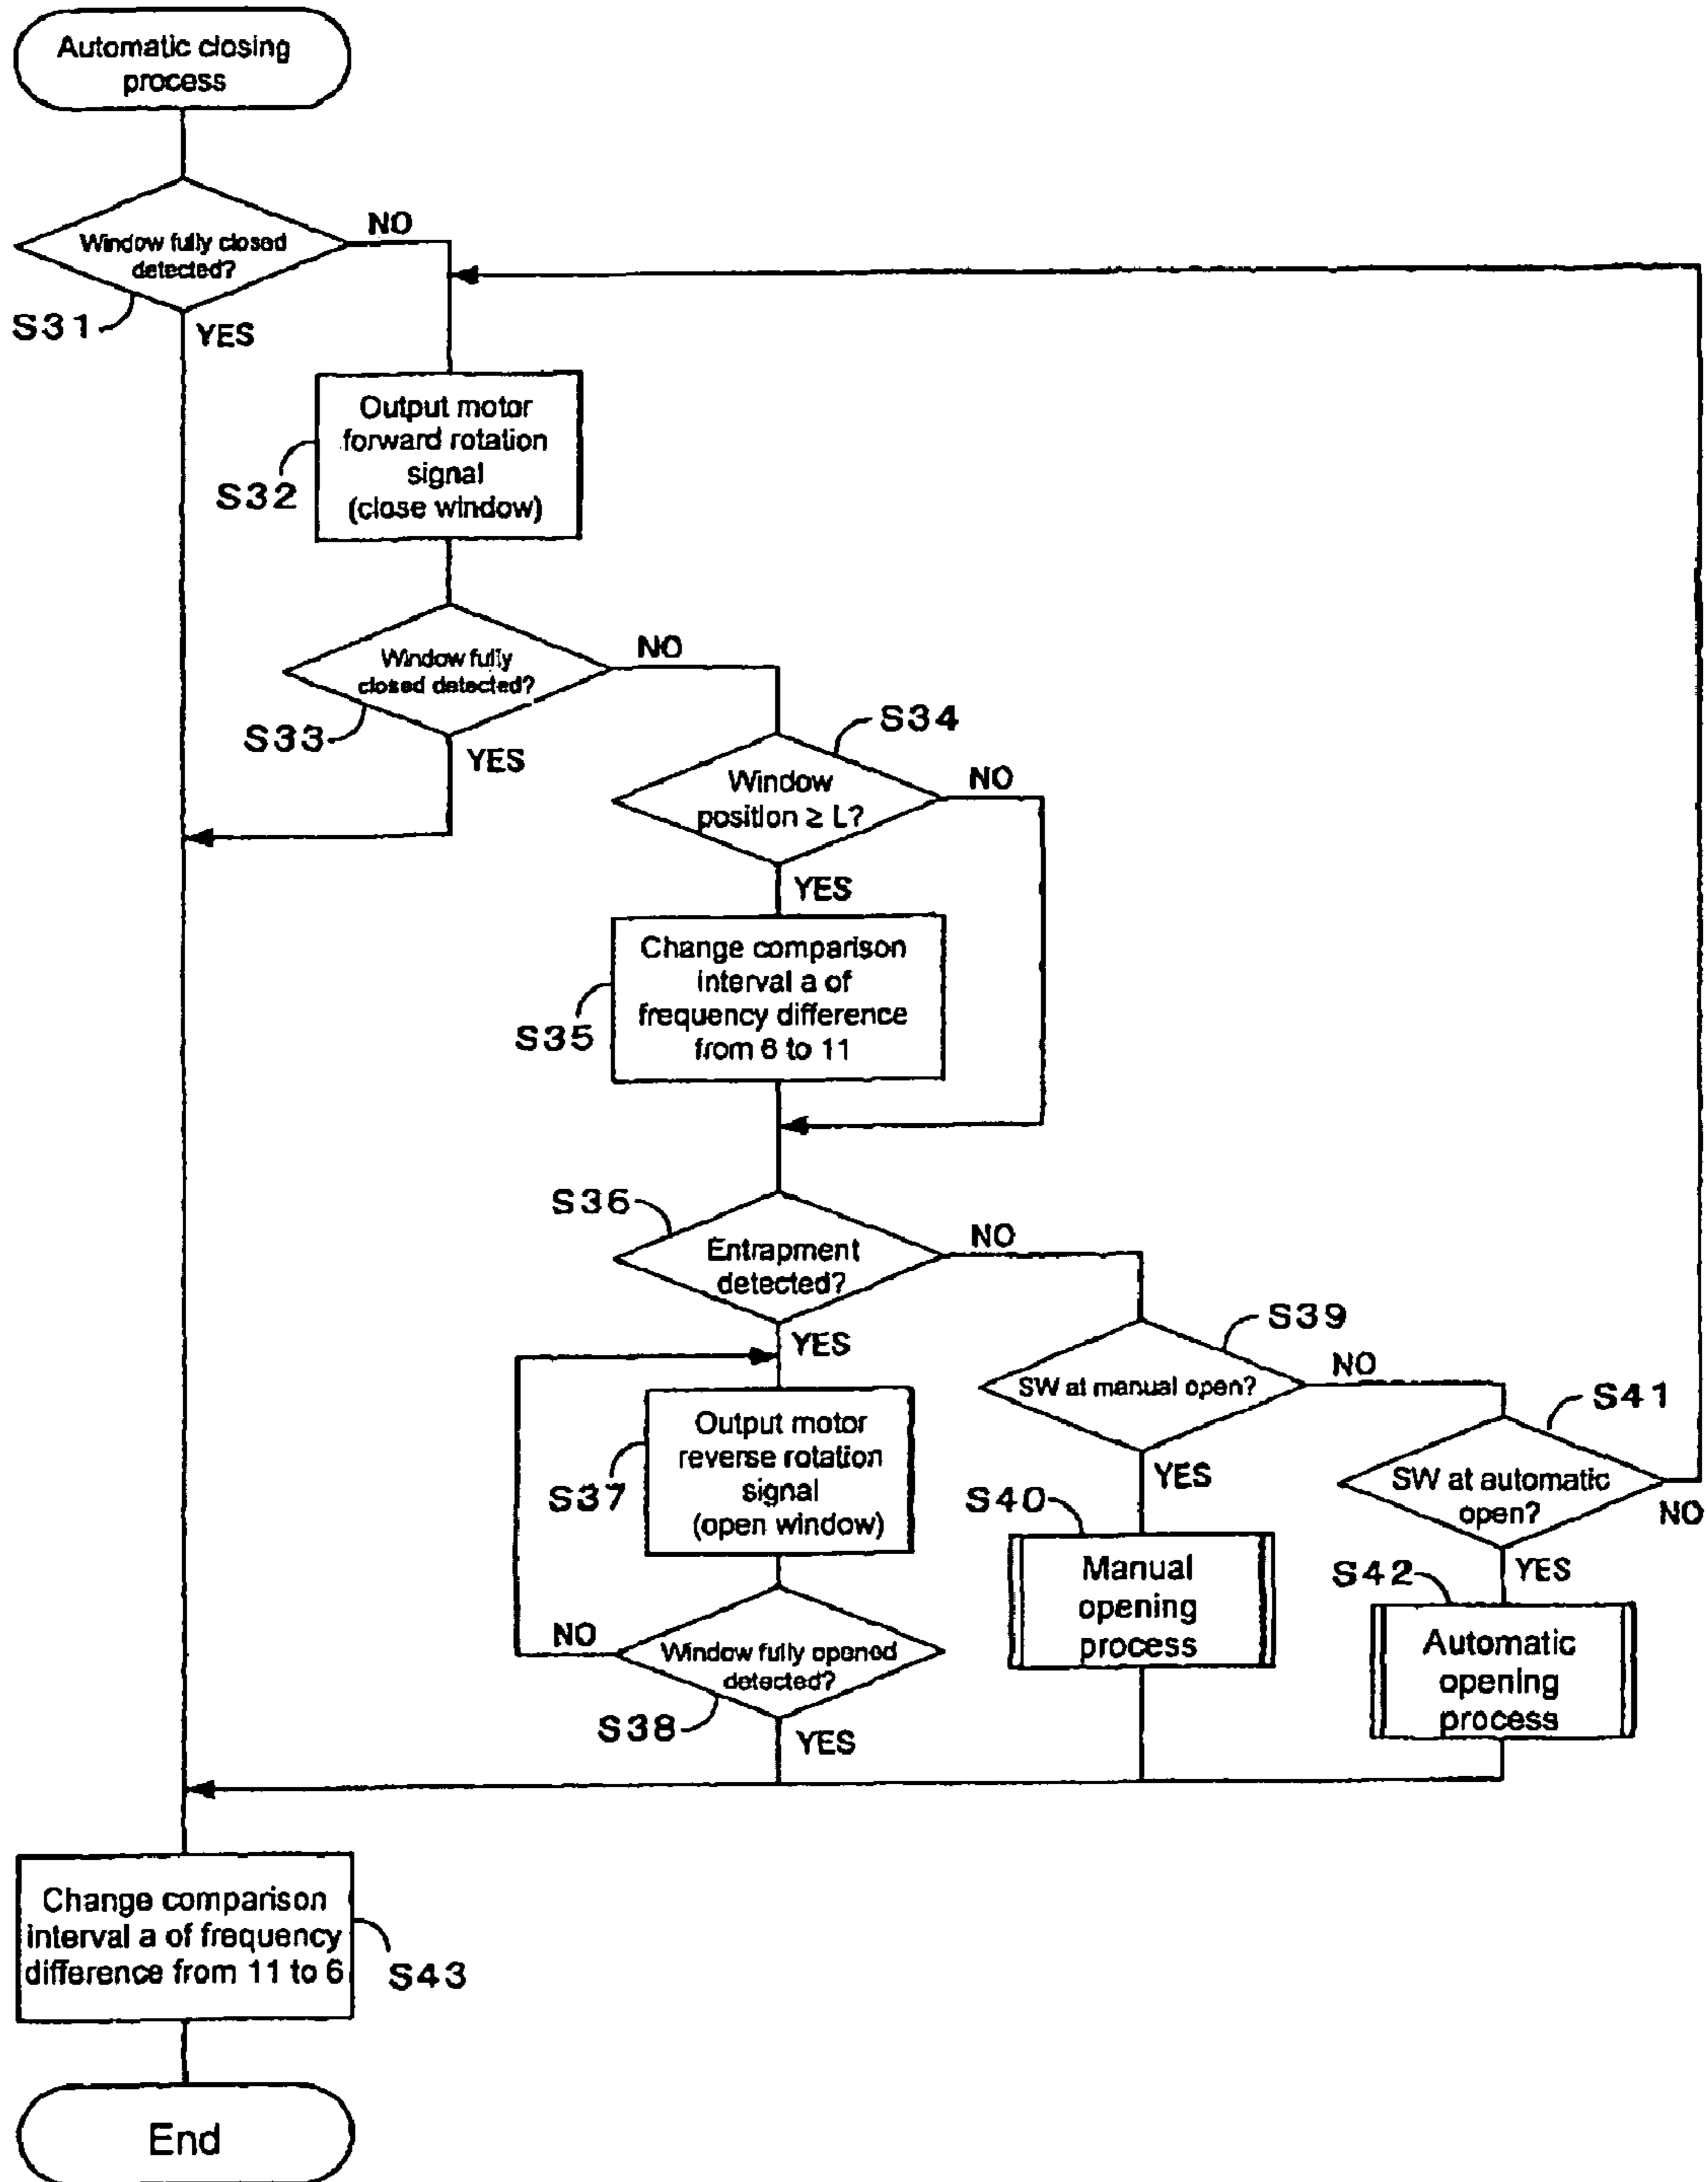 Automatic closing
process
NO
Window fully closed
detected?
S31
YES
Output motor
forward rotation
signal
(close window)
S32
NO
Window fully
closed detected?
S33
YES
S34
NO
Window
position ≥ L?
YES
Change comparison
interval a of
frequency difference
from 6 to 11
S35
S36
NO
Entrapment
detected?
YES
S39
NO
SW at manual open?
S41
Output motor
reverse rotation
signal
(open window)
S37
YES
SW at automatic
open?
NO
S40
Manual
opening
process
S42
YES
NO
Window fully opened
detected?
Automatic
opening
process
S38
YES
Change comparison
interval a of frequency
difference from 11 to 6
S43
End